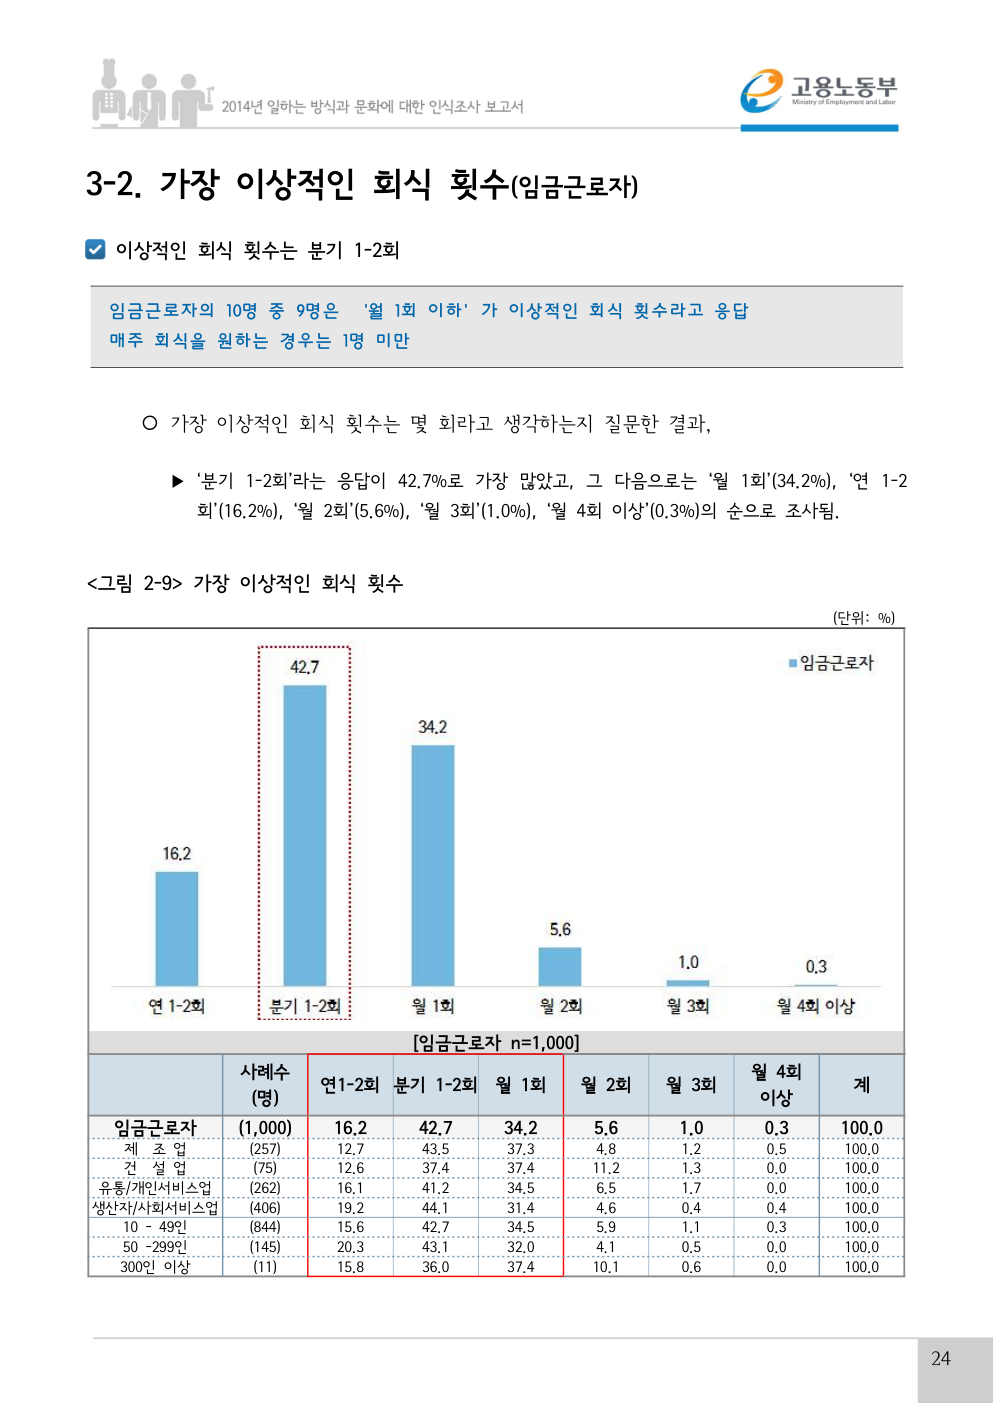 2014년 일하는 방식과 문화에 대한 인식조사 보고서
고용노동부
Ministry of Employment and Labor
3-2. 가장 이상적인 회식 횟수(임금근로자)
이상적인 회식 횟수는 분기 1-2회
임금근로자의 10명 중 9명은 '월 1회 이하' 가 이상적인 회식 횟수라고 응답
매주 회식을 원하는 경우는 1명 미만
○ 가장 이상적인 회식 횟수는 몇 회라고 생각하는지 질문한 결과,
▶ ‘분기 1-2회’라는 응답이 42.7%로 가장 많았고, 그 다음으로는 ‘월 1회’(34.2%), ‘연 1-2
회’(16.2%), ‘월 2회’(5.6%), ‘월 3회’(1.0%), ‘월 4회 이상’(0.3%)의 순으로 조사됨.
<그림 2-9> 가장 이상적인 회식 횟수
(단위: %)
임금근로자
42.7
34.2
16.2
5.6
1.0
0.3
연 1-2회 분기 1-2회 월 1회 월 2회 월 3회 월 4회 이상
[임금근로자 n=1,000]
사례수 (명) 연1-2회 분기 1-2회 월 1회 월 2회 월 3회 월 4회 이상 계
임금근로자 (1,000) 16.2 42.7 34.2 5.6 1.0 0.3 100.0
제 조 업 (257) 12.7 43.5 37.3 4.8 1.2 0.5 100.0
건 설 업 (75) 12.6 37.4 37.4 11.2 1.3 0.0 100.0
유통/개인서비스업 (262) 16.1 41.2 34.5 6.5 1.7 0.0 100.0
생산자/사회서비스업 (406) 19.2 44.1 31.4 4.6 0.4 0.4 100.0
10 - 49인 (844) 15.6 42.7 34.5 5.9 1.1 0.3 100.0
50 -299인 (145) 20.3 43.1 32.0 4.1 0.5 0.0 100.0
300인 이상 (11) 15.8 36.0 37.4 10.1 0.6 0.0 100.0
24